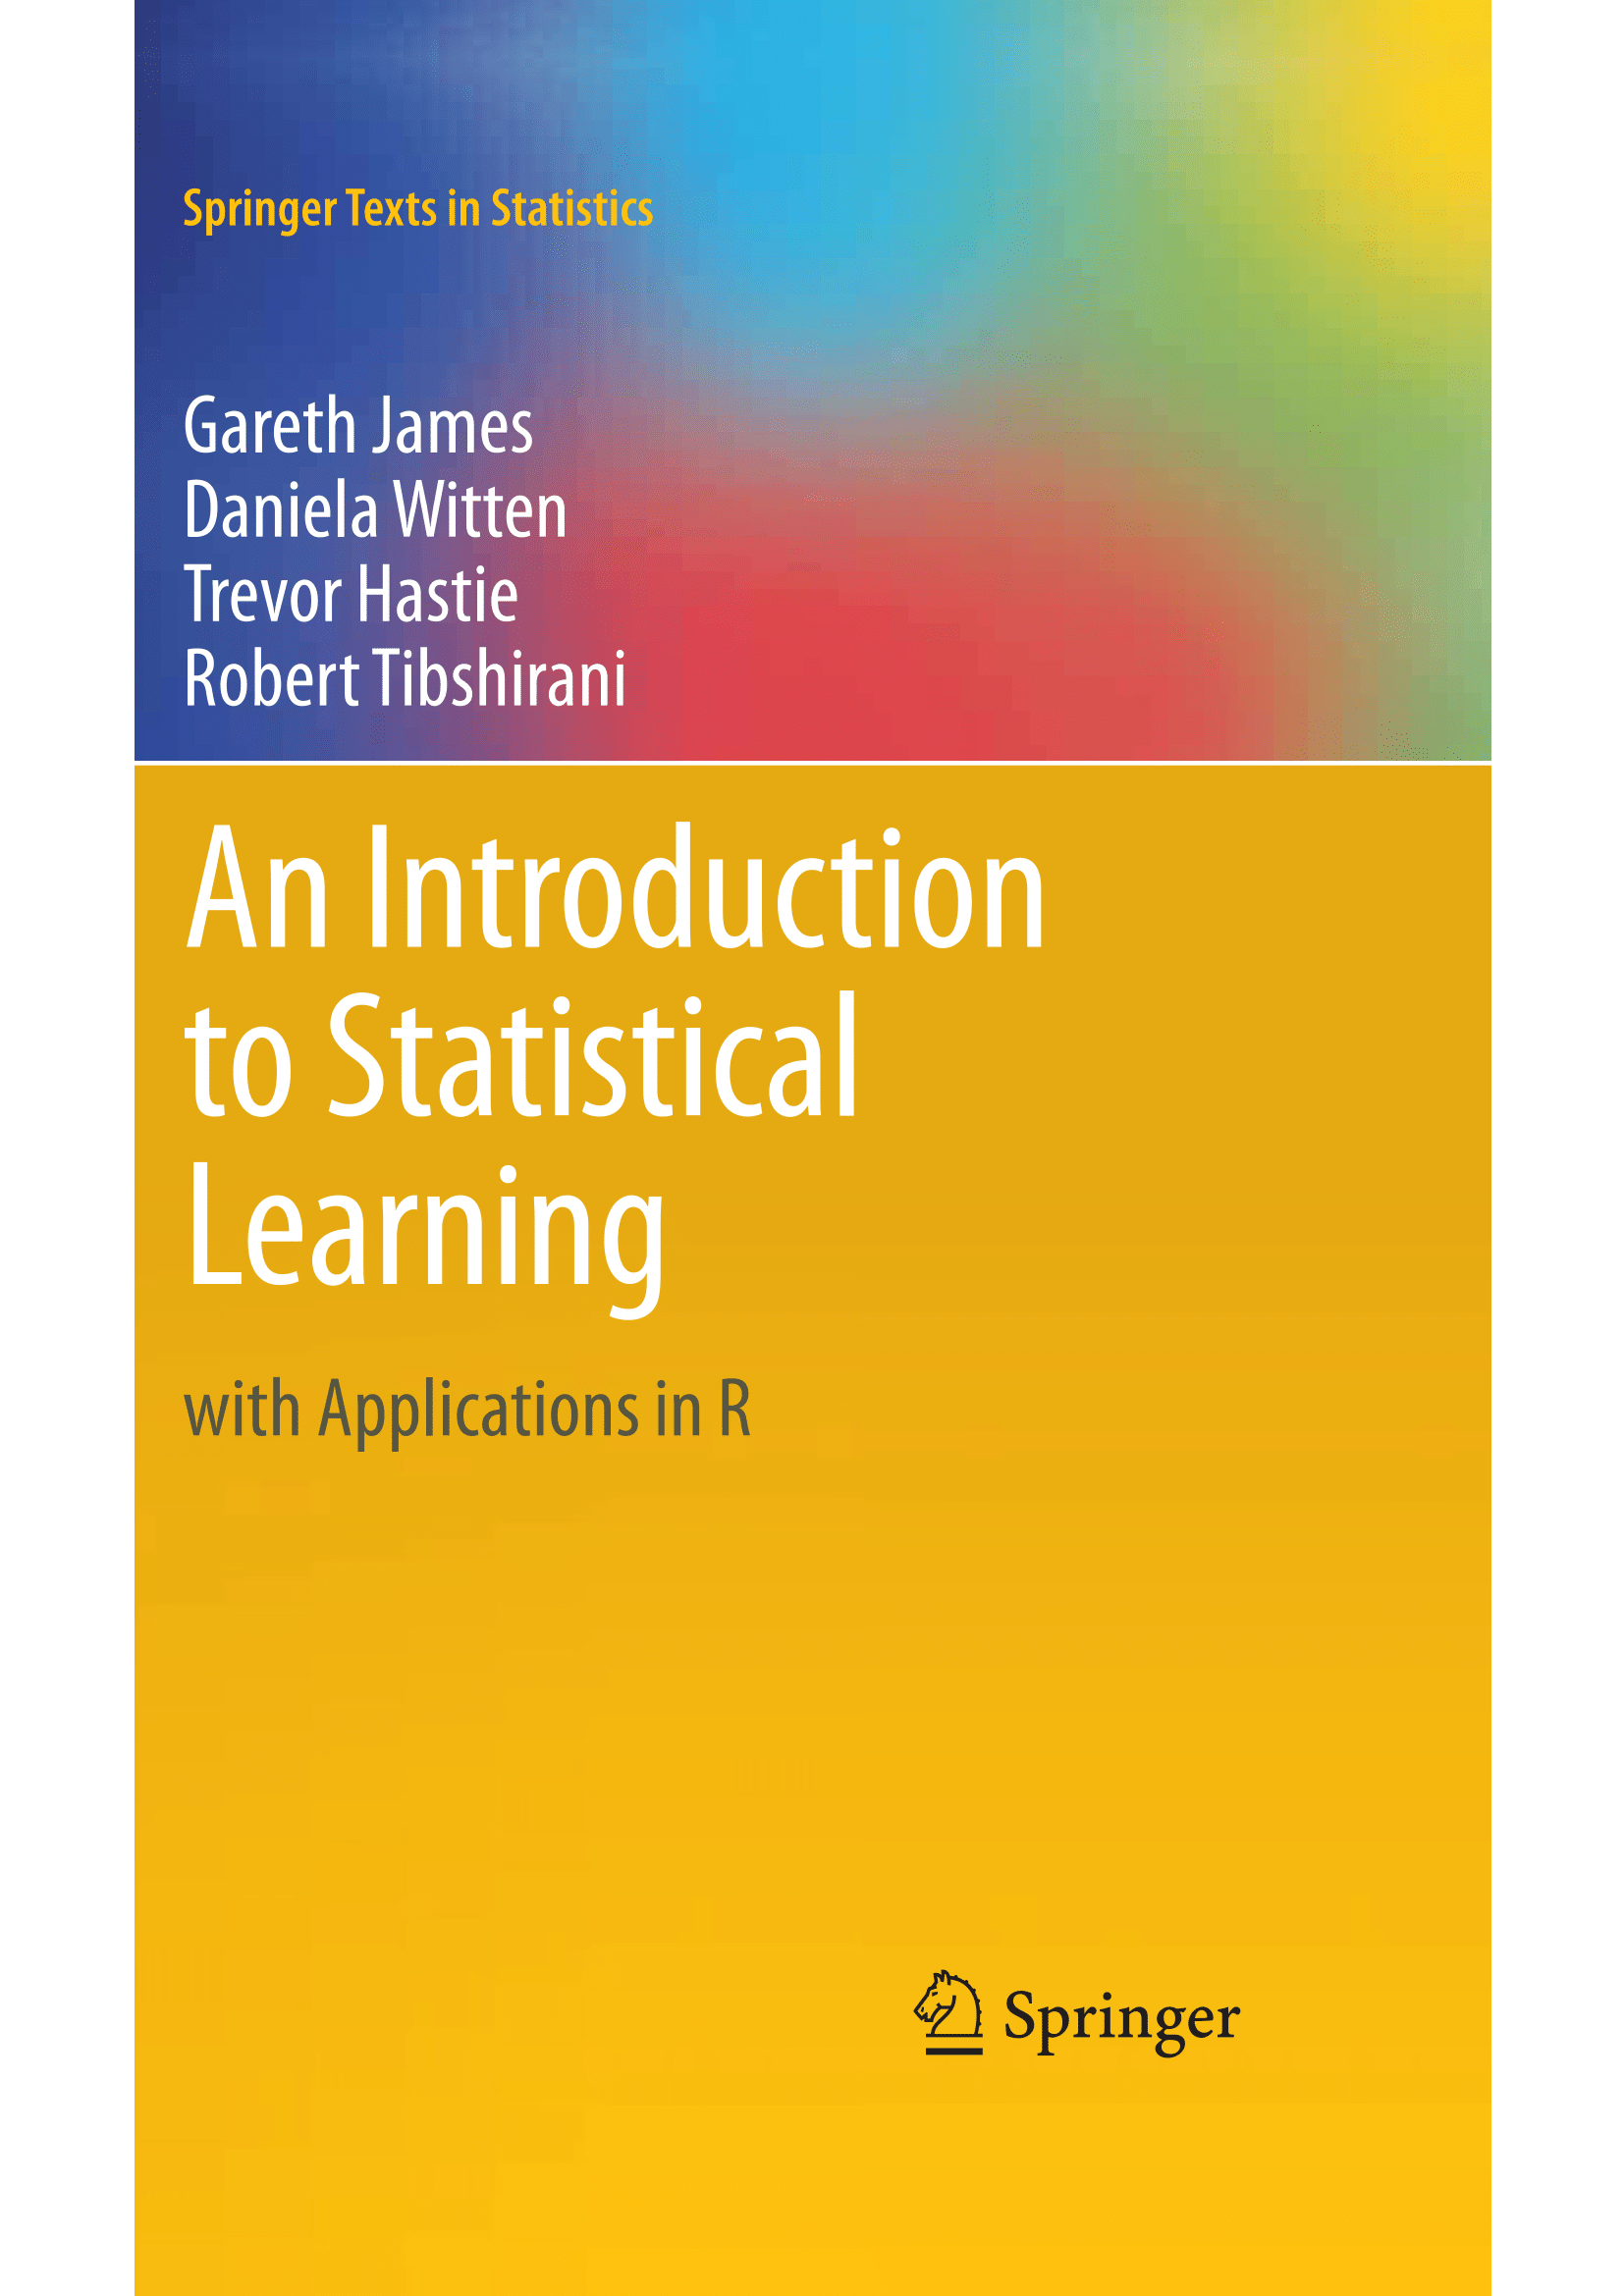 Springer Texts in Statistics
Gareth James
Daniela Witten
Trevor Hastie
Robert Tibshirani
An Introduction
to Statistical
Learning
with Applications in R
Springer